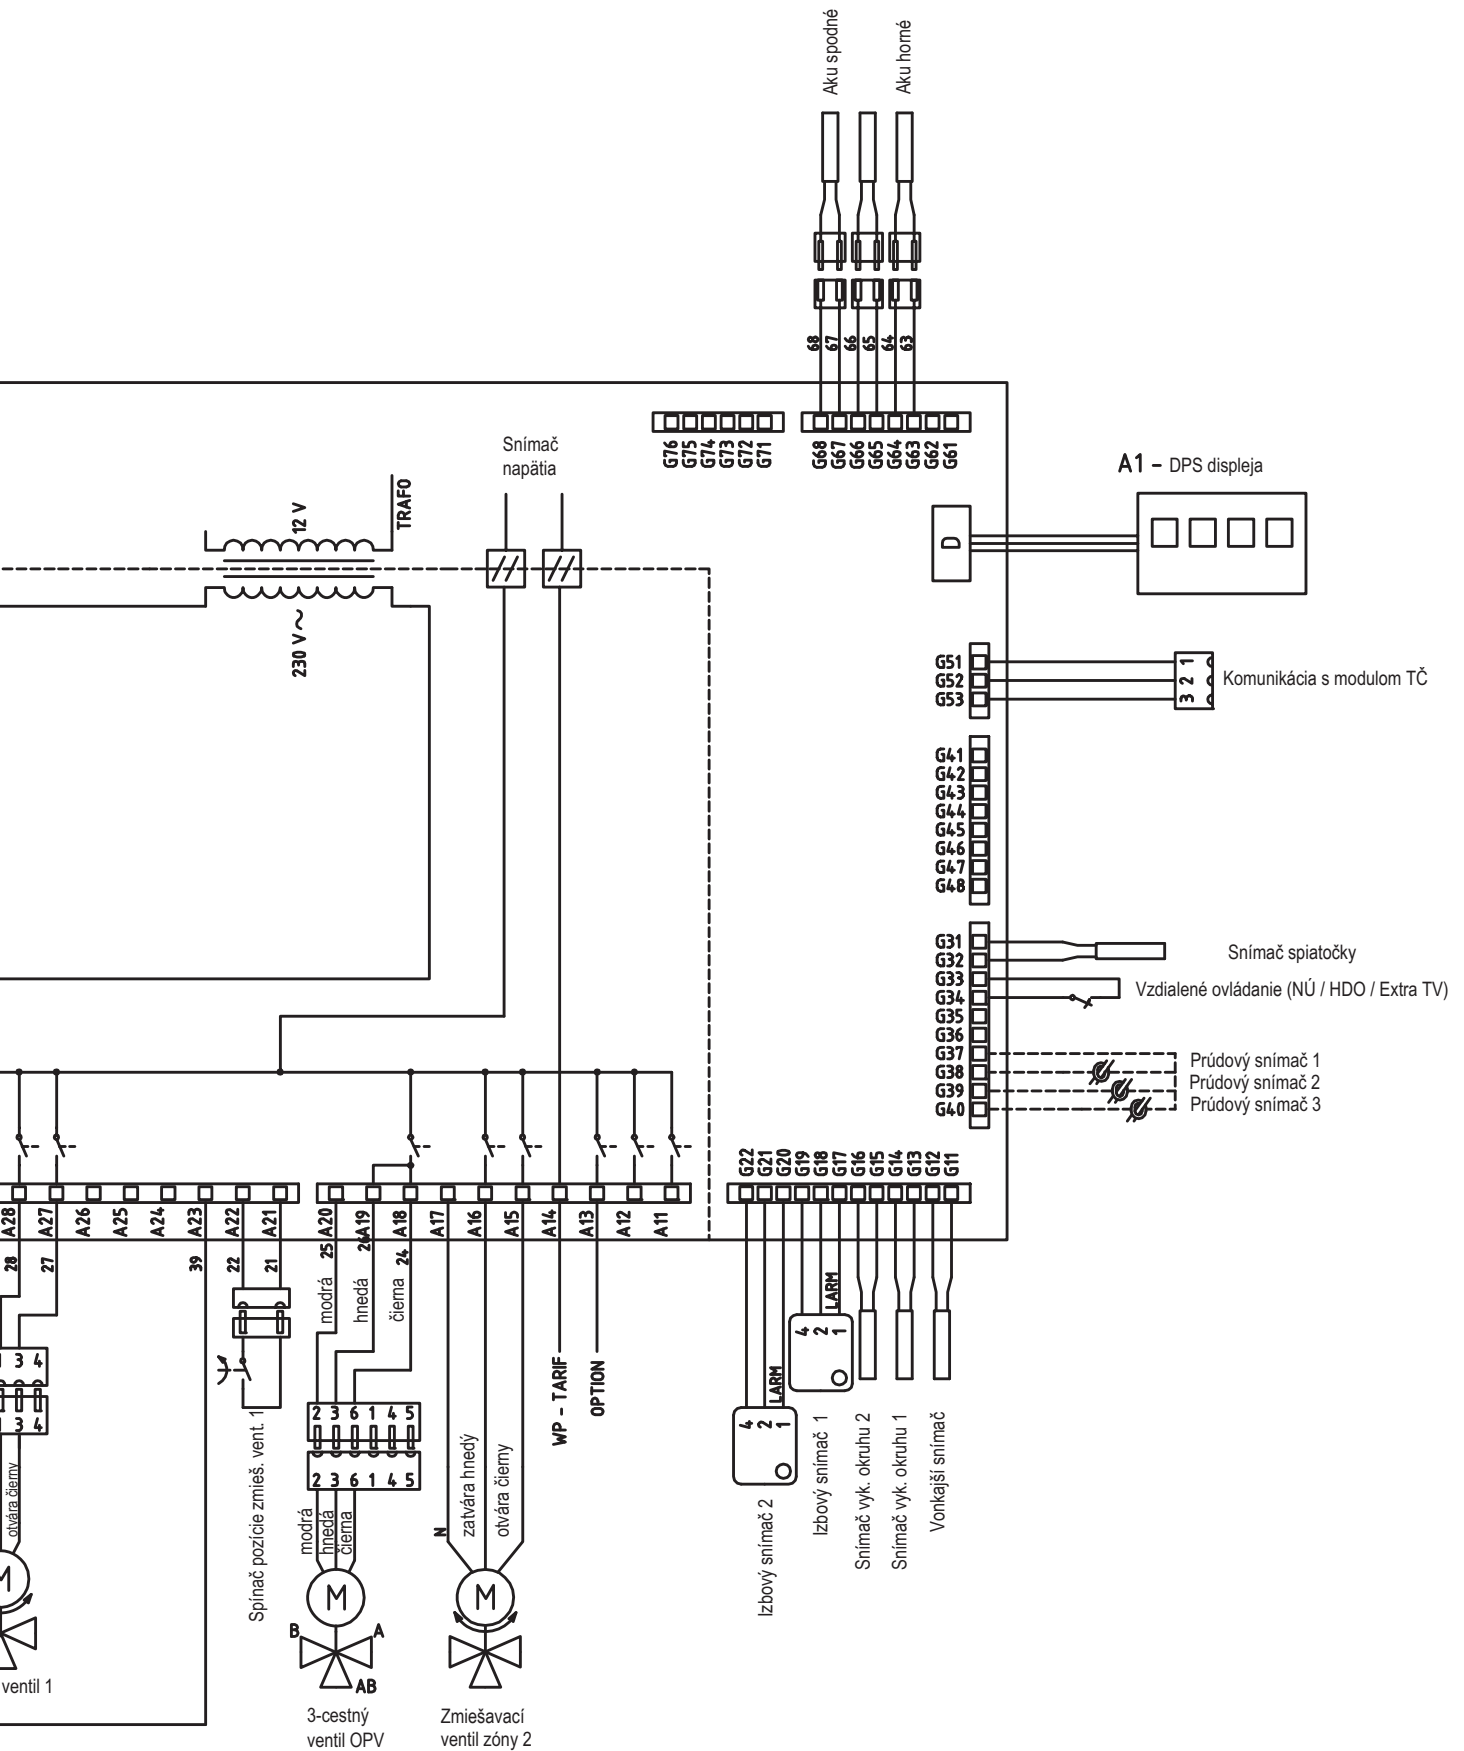 Aku spodné
Aku horné
68
67
66
65
64
63
G76
G75
G74
G73
G72
G71
G68
G67
G66
G65
G64
G63
G62
G61
Snímač
napätia
12 V
TRAFO
230 V ~
A1 – DPS displeja
D
G51
G52
G53
1
2
3
Komunikácia s modulom TČ
G41
G42
G43
G44
G45
G46
G47
G48
G31
G32
G33
G34
G35
G36
G37
G38
G39
G40
Snímač spiatočky
Vzdialené ovládanie (NÚ / HDO / Extra TV)
Prúdový snímač 1
Prúdový snímač 2
Prúdový snímač 3
G22
G21
G20
G19
G18
G17
G16
G15
G14
G13
G12
G11
A28
A27
A26
A25
A24
A23
A22
A21
A20
A19
A18
A17
A16
A15
A14
A13
A12
A11
28
27
39
22
21
25
26
24
modrá
hnedá
čierna
3 4
3 4
2 3 6 1 4 5
2 3 6 1 4 5
modrá
hnedá
čierna
otvára čierny
Spínač pozície zmieš. vent. 1
N
zatvára hnedý
otvára čierny
WP - TARIF
OPTION
LARM
4 2 1
LARM
4 2 1
Izbový snímač 2
Izbový snímač 1
Snímač vyk. okruhu 2
Snímač vyk. okruhu 1
Vonkajší snímač
M
M
M
B
A
AB
ventil 1
3-cestný
ventil OPV
Zmiešavací
ventil zóny 2